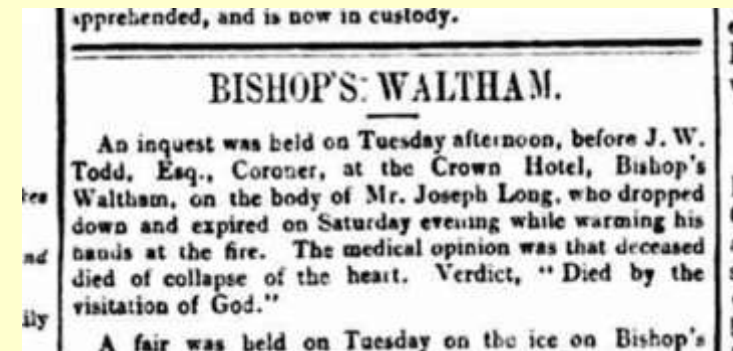 apprehended, and is now in custody.
BISHOP'S: WALTHAM.
An inquest was held on Tuesday afternoon, before J. W.
Todd, Esq., Coroner, at the Crown Hotel, Bishop's
Waltham, on the body of Mr. Joseph Long, who dropped
down and expired on Saturday evening while warming his
hands at the fire. The medical opinion was that deceased
died of collapse of the heart. Verdict, "Died by the
visitation of God."
A fair was held on Tuesday on the ice on Bishop's